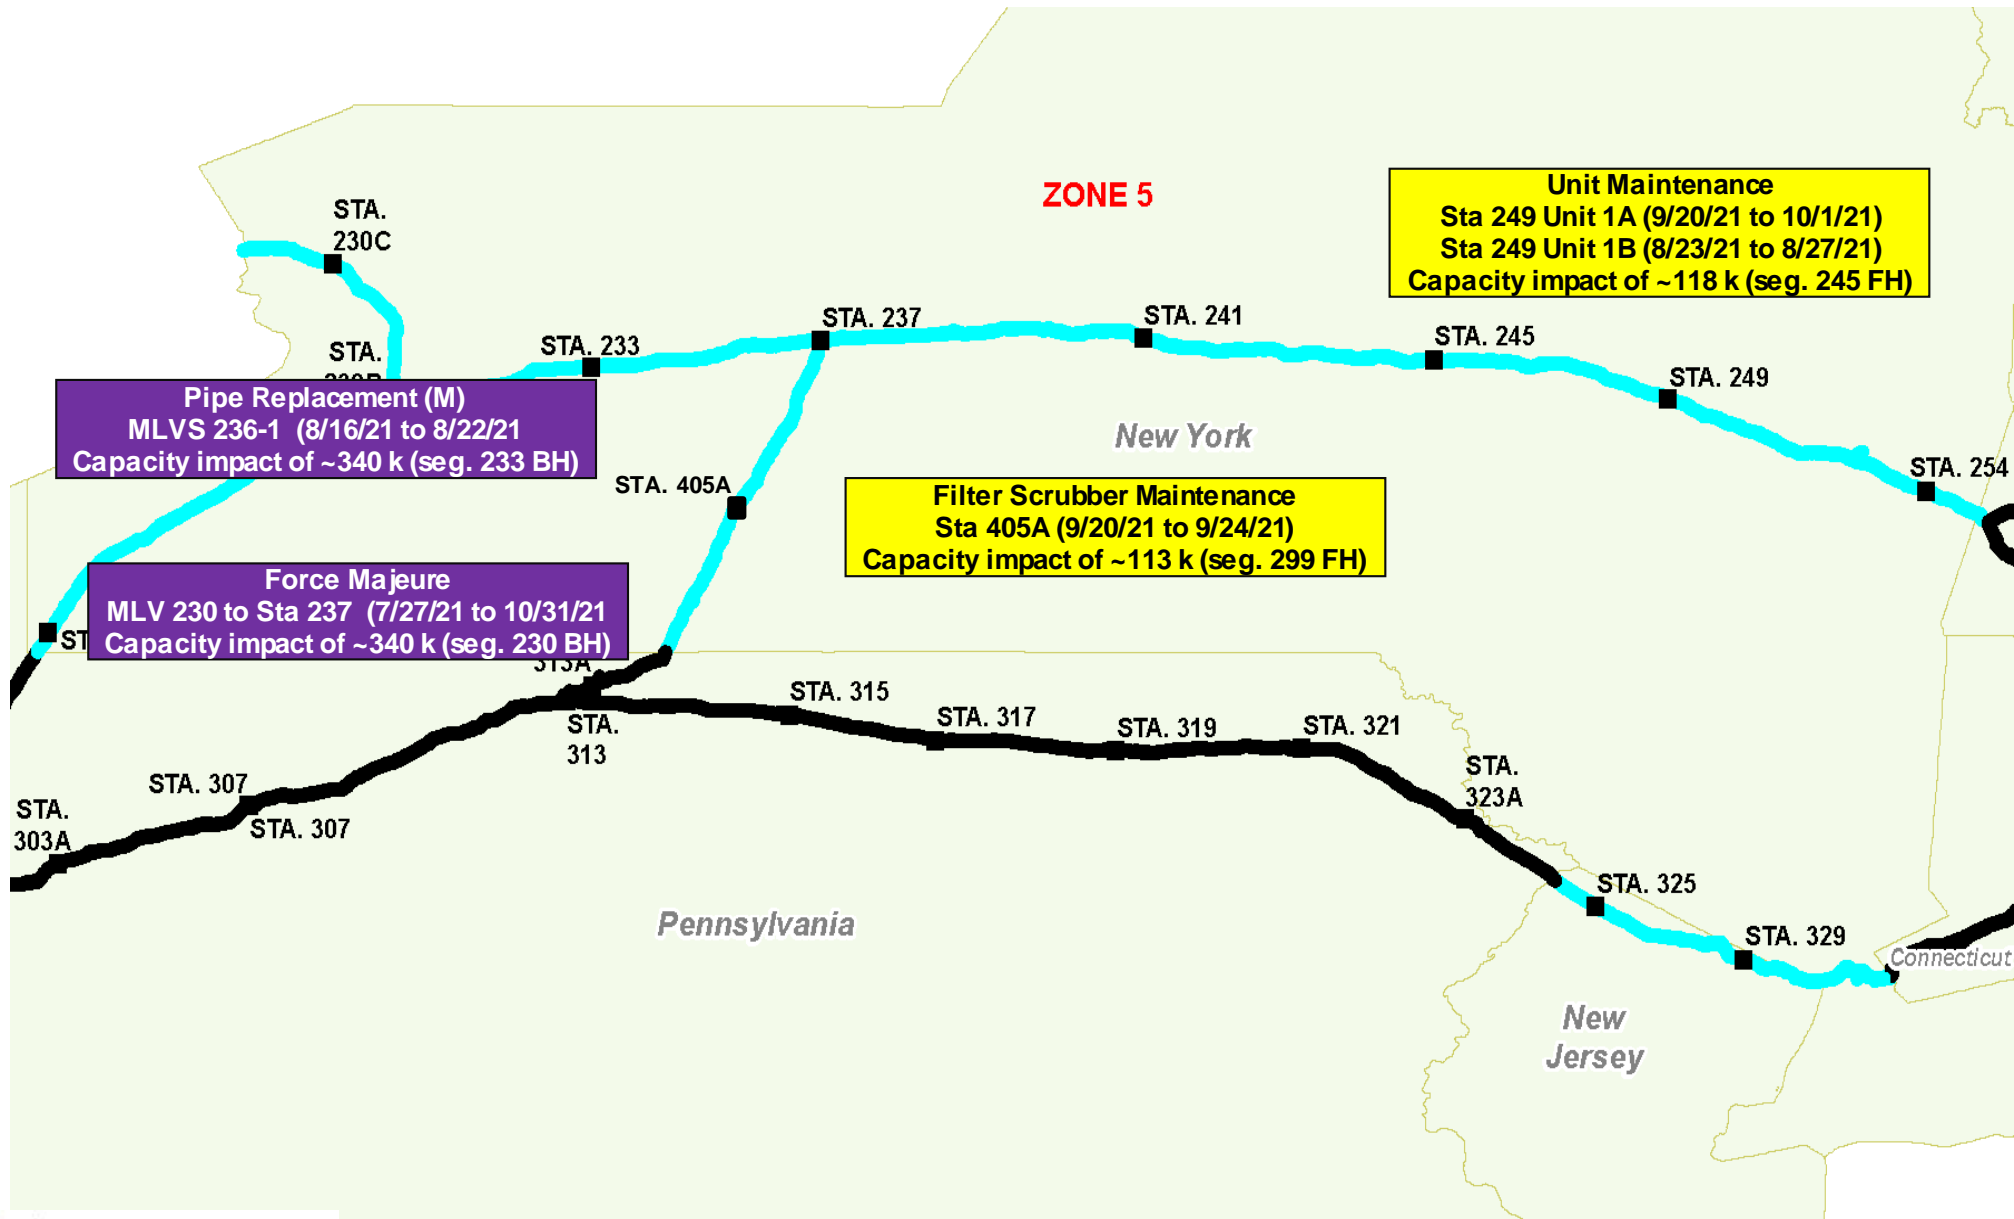 ZONE 5
Unit Maintenance
Sta 249 Unit 1A (9/20/21 to 10/1/21)
Sta 249 Unit 1B (8/23/21 to 8/27/21)
Capacity impact of ~118 k (seg. 245 FH)
STA.
230C
STA. 237
STA. 241
STA. 233
STA. 245
STA.
STA. 249
Pipe Replacement (M)
MLVS 236-1 (8/16/21 to 8/22/21
Capacity impact of ~340 k (seg. 233 BH)
New York
STA. 254
STA. 405A
Filter Scrubber Maintenance
Sta 405A (9/20/21 to 9/24/21)
Capacity impact of ~113 k (seg. 299 FH)
Force Majeure
MLV 230 to Sta 237 (7/27/21 to 10/31/21
Capacity impact of ~340 k (seg. 230 BH)
313A
STA. 315
STA.
313
STA. 317
STA. 319
STA. 321
STA.
323A
STA. 307
STA. 307
STA.
303A
STA. 325
Pennsylvania
STA. 329
Connecticut
New
Jersey